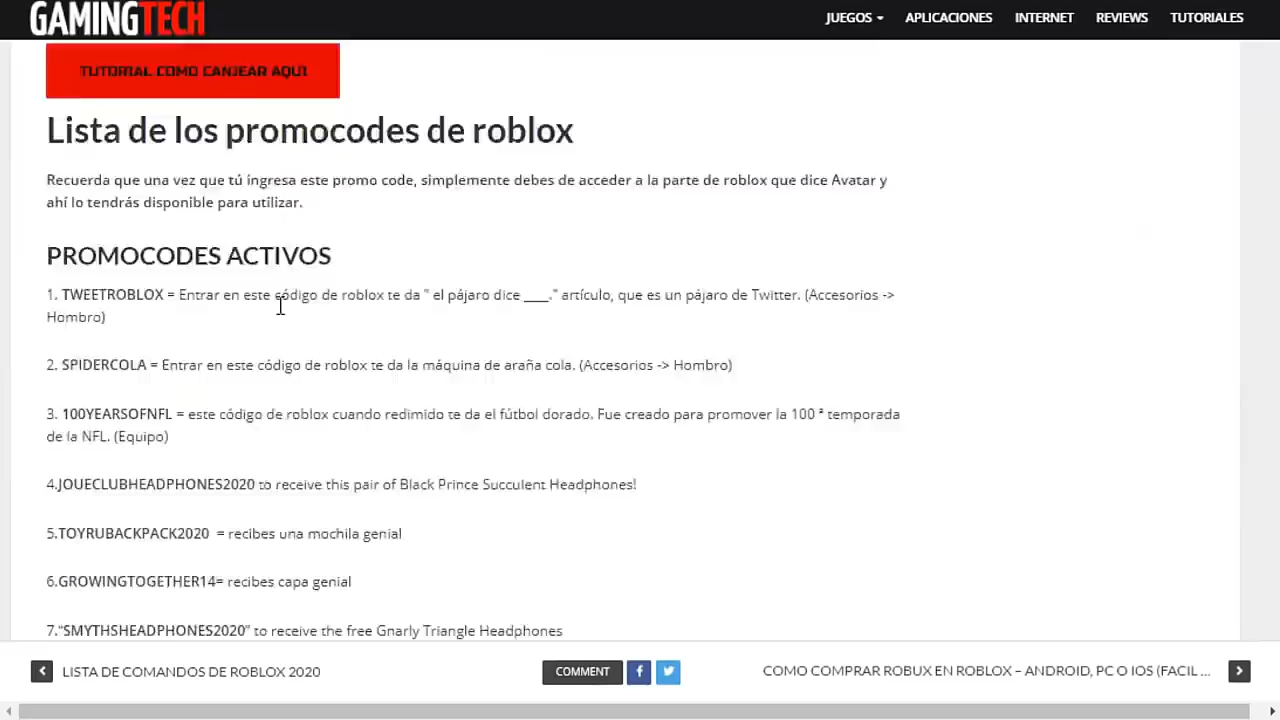 GAMINGTECH
JUEGOS APLICACIONES INTERNET REVIEWS TUTORIALES
TUTORIAL COMO CANJEAR AQUI
Lista de los promocodes de roblox
Recuerda que una vez que tú ingresa este promo code, simplemente debes de acceder a la parte de roblox que dice Avatar y
ahí lo tendrás disponible para utilizar.
PROMOCODES ACTIVOS
1. TWEETROBLOX = Entrar en este código de roblox te da " el pájaro dice ____." artículo, que es un pájaro de Twitter. (Accesorios ->
Hombro)
2. SPIDERCOLA = Entrar en este código de roblox te da la máquina de araña cola. (Accesorios -> Hombro)
3. 100YEARSOFNFL = este código de roblox cuando redimido te da el fútbol dorado. Fue creado para promover la 100 ª temporada
de la NFL. (Equipo)
4.JOUECLUBHEADPHONES2020 to receive this pair of Black Prince Succulent Headphones!
5.TOYRUBACKPACK2020 = recibes una mochila genial
6.GROWINGTOGETHER14= recibes capa genial
7."SMYTHSHEADPHONES2020" to receive the free Gnarly Triangle Headphones
LISTA DE COMANDOS DE ROBLOX 2020
COMMENT
COMO COMPRAR ROBUX EN ROBLOX – ANDROID, PC O IOS (FACIL ...